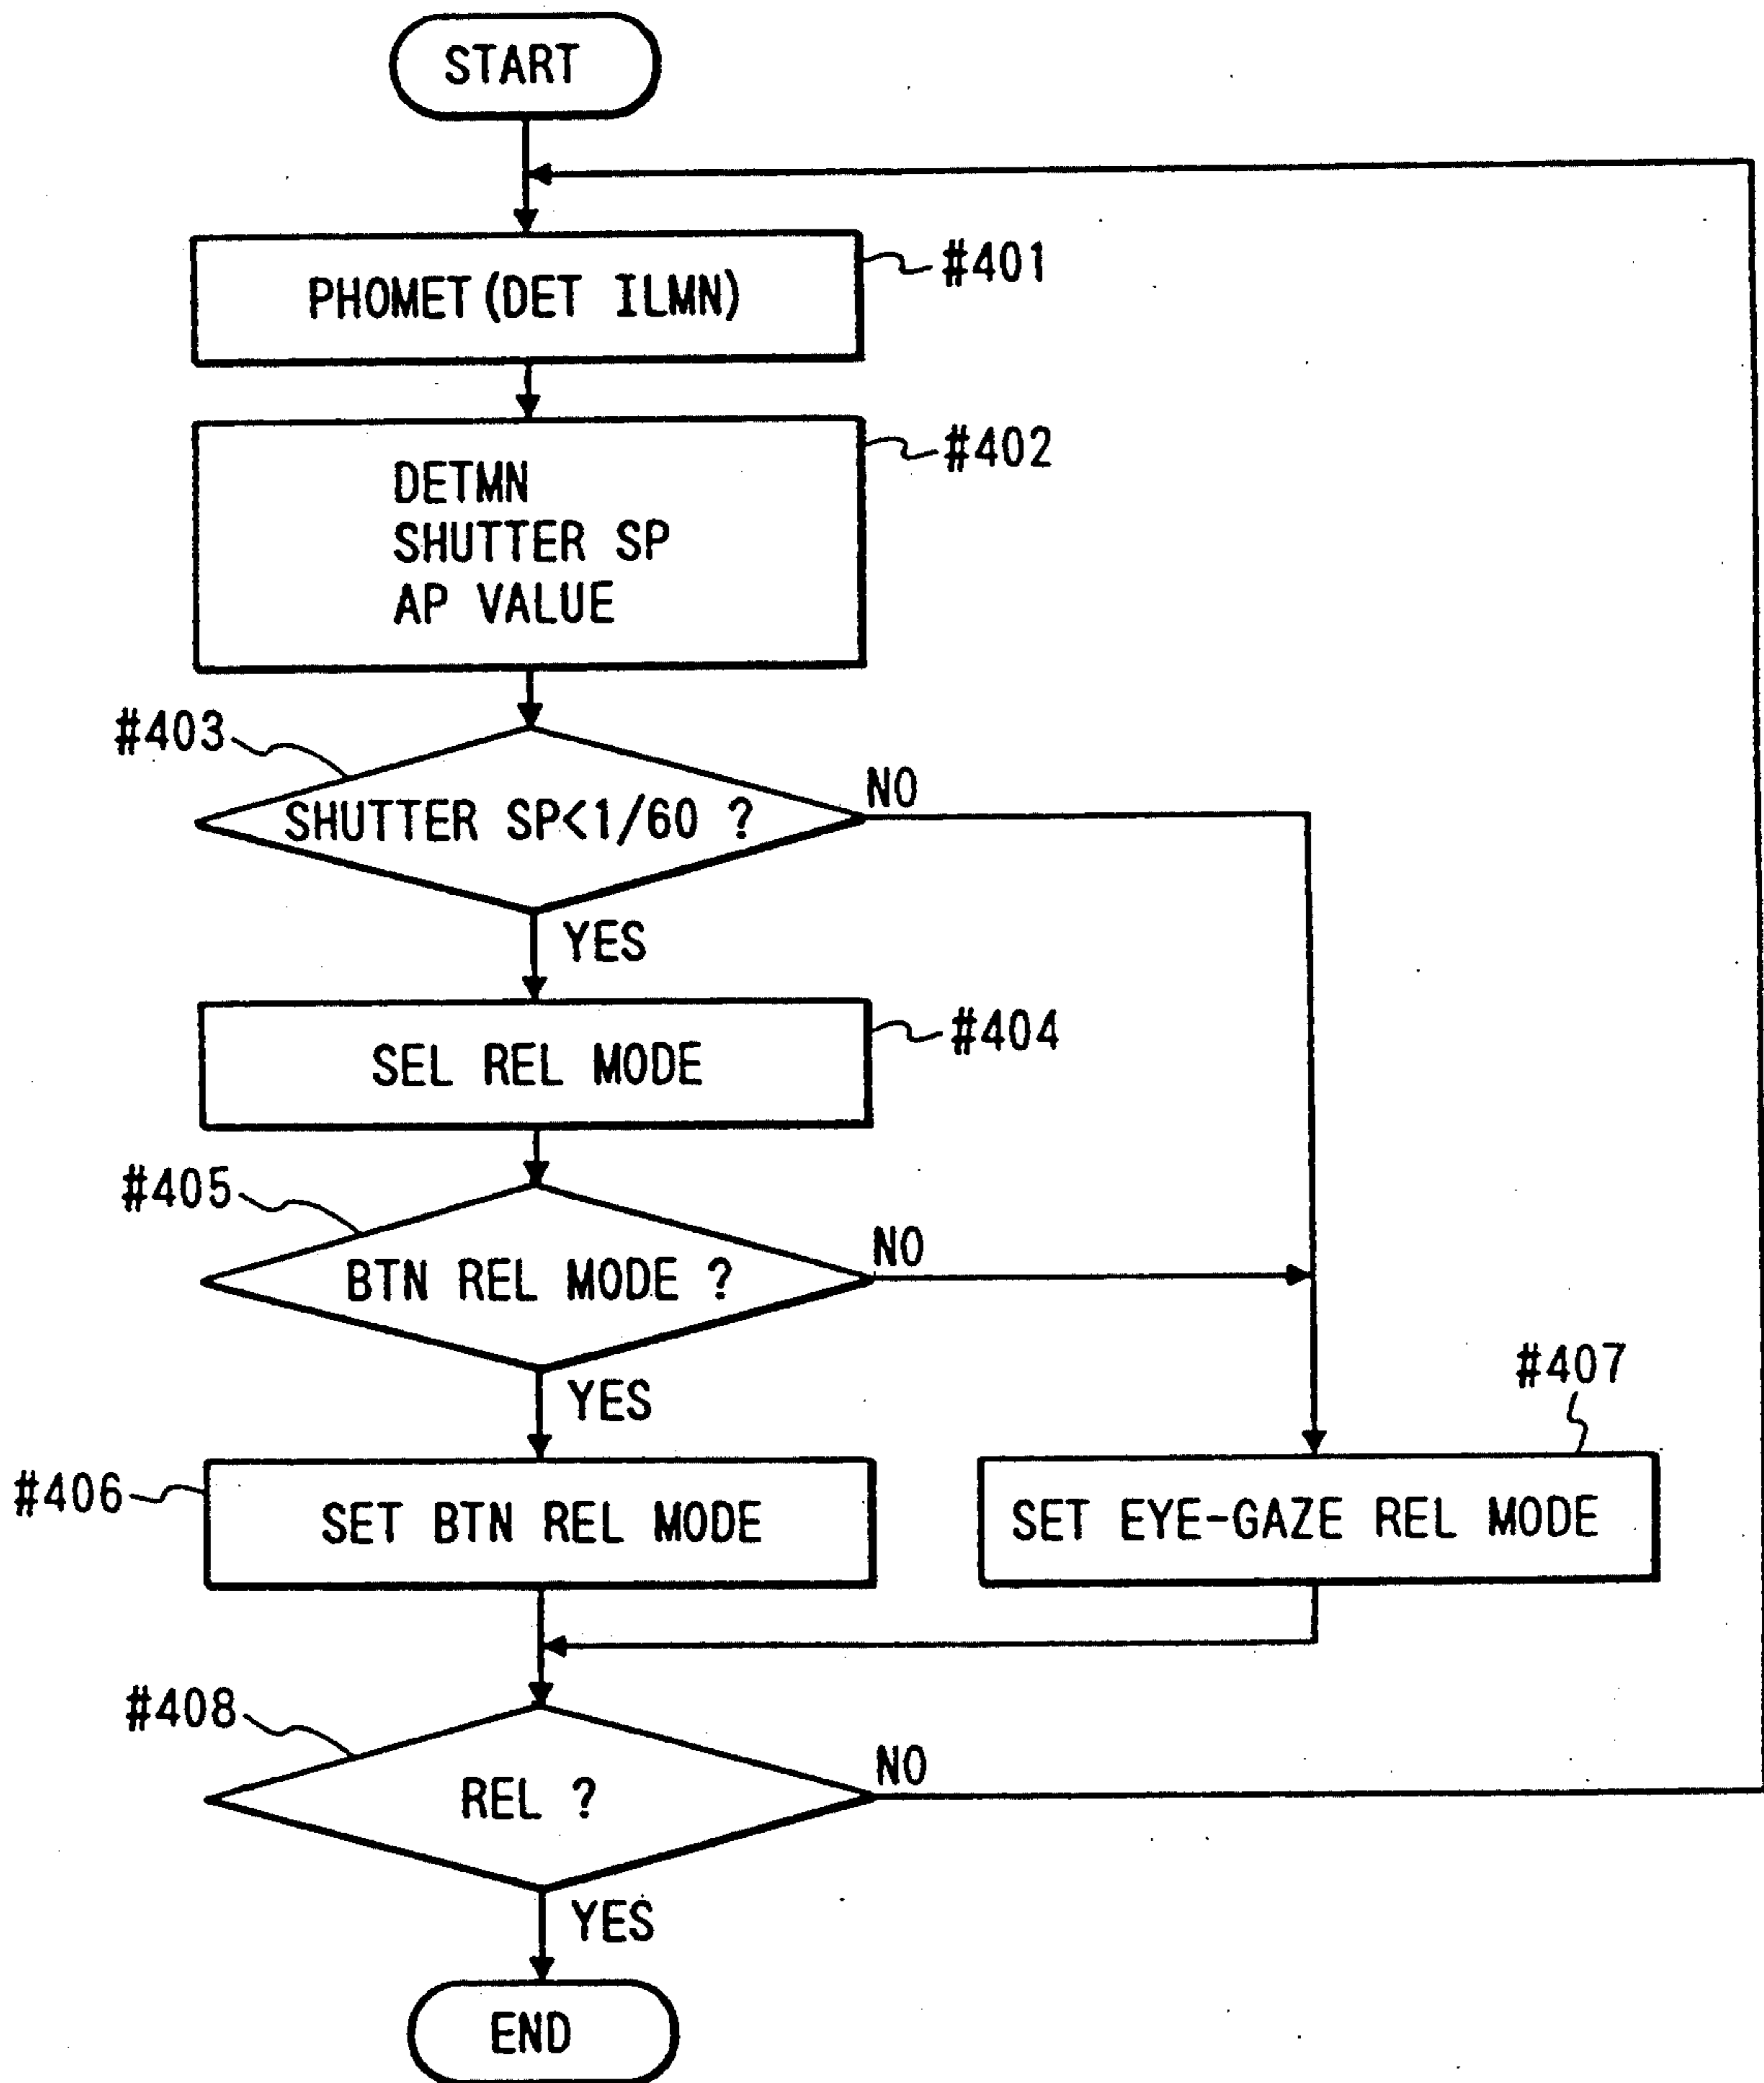 START
PHOMET(DET ILMN)
#401
DETMN
SHUTTER SP
AP VALUE
#402
#403
SHUTTER SP<1/60 ?
NO
YES
SEL REL MODE
#404
#405
BTN REL MODE ?
NO
YES
#406
SET BTN REL MODE
#407
SET EYE-GAZE REL MODE
#408
REL ?
NO
YES
END